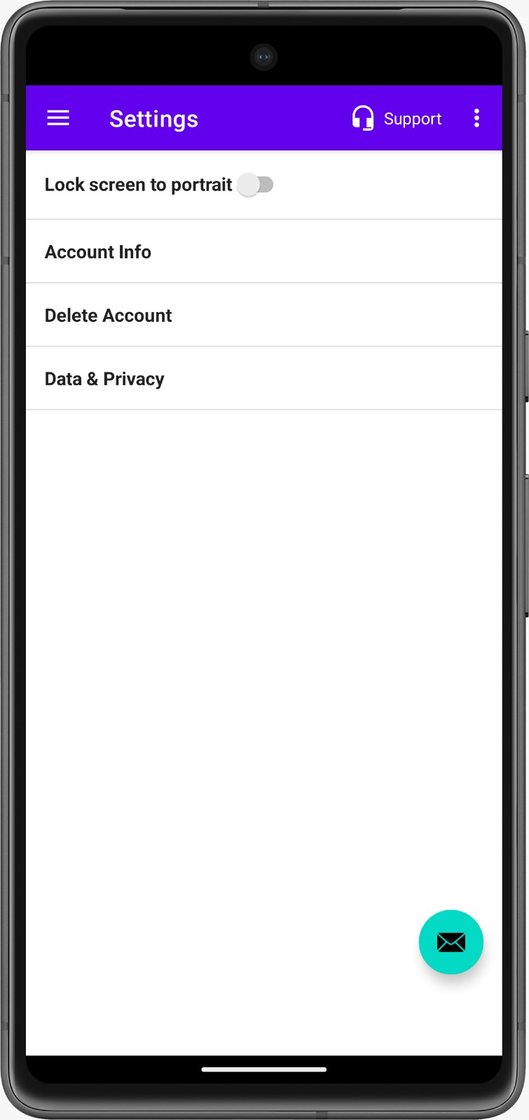 Settings
Support
Lock screen to portrait
Account Info
Delete Account
Data & Privacy